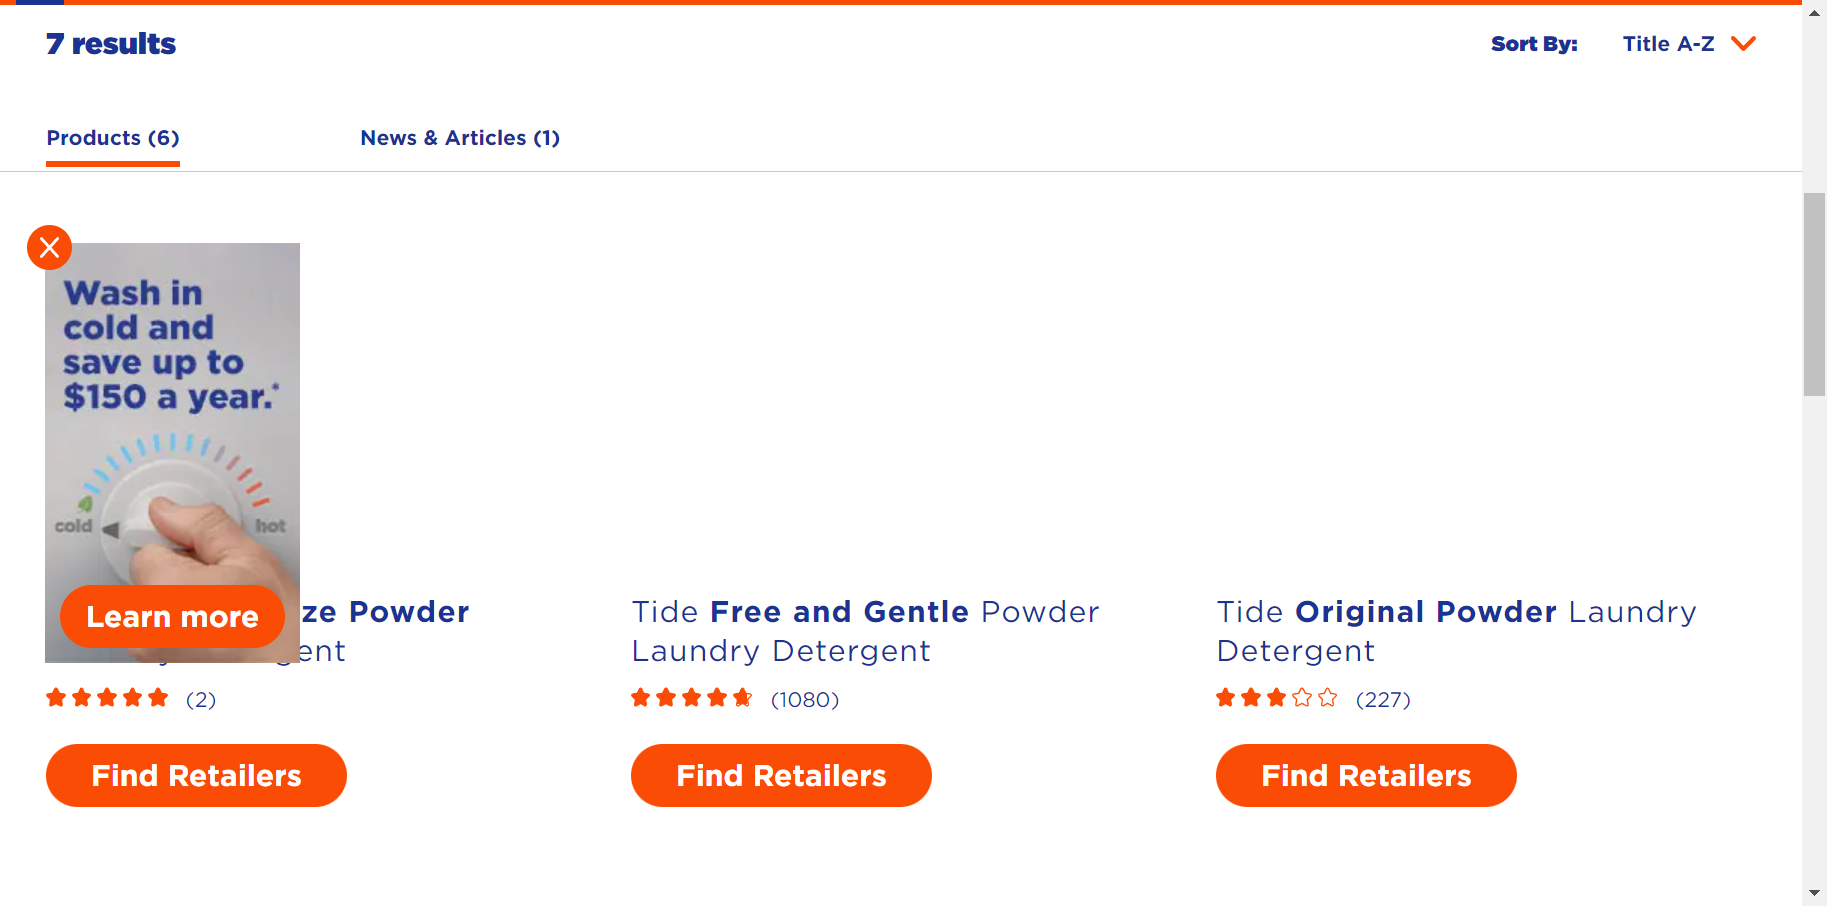 7 results
Sort By:
Title A-Z
Products (6)
News & Articles (1)
Wash in
cold and
save up to
$150 a year.*
cold
hot
Learn more
ze Powder
ent
(2)
Find Retailers
Tide Free and Gentle Powder
Laundry Detergent
(1080)
Find Retailers
Tide Original Powder Laundry
Detergent
(227)
Find Retailers